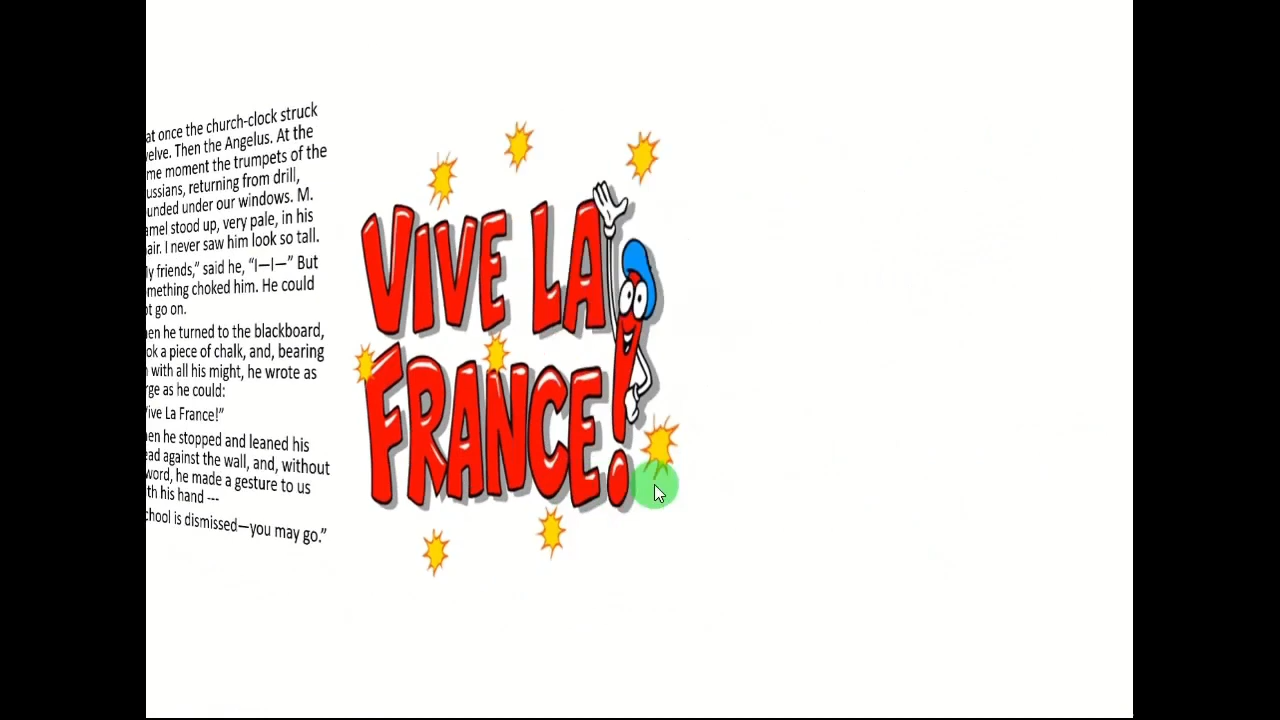 at once the church-clock struck
welve. Then the Angelus. At the
me moment the trumpets of the
ussians, returning from drill,
unded under our windows. M.
amel stood up, very pale, in his
air. I never saw him look so tall.
y friends,” said he, “I—I—” But
mething choked him. He could
ot go on.
en he turned to the blackboard,
ok a piece of chalk, and, bearing
with all his might, he wrote as
rge as he could:
ive La France!”
en he stopped and leaned his
ead against the wall, and, without
word, he made a gesture to us
th his hand ---
chool is dismissed—you may go.”
VIVE LA
FRANCE!